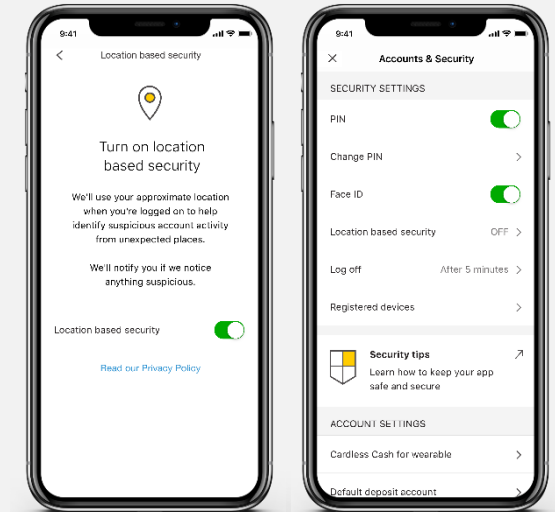 9:41
Location based security
Turn on location
based security
We'll use your approximate location
when you're logged on to help
identify suspicious account activity
from unexpected places.
We'll notify you if we notice
anything suspicious.
Location based security
Read our Privacy Policy
9:41
Accounts & Security
SECURITY SETTINGS
PIN
Change PIN
Face ID
Location based security OFF
Log off After 5 minutes
Registered devices
Security tips
Learn how to keep your app
safe and secure
ACCOUNT SETTINGS
Cardless Cash for wearable
Default deposit account